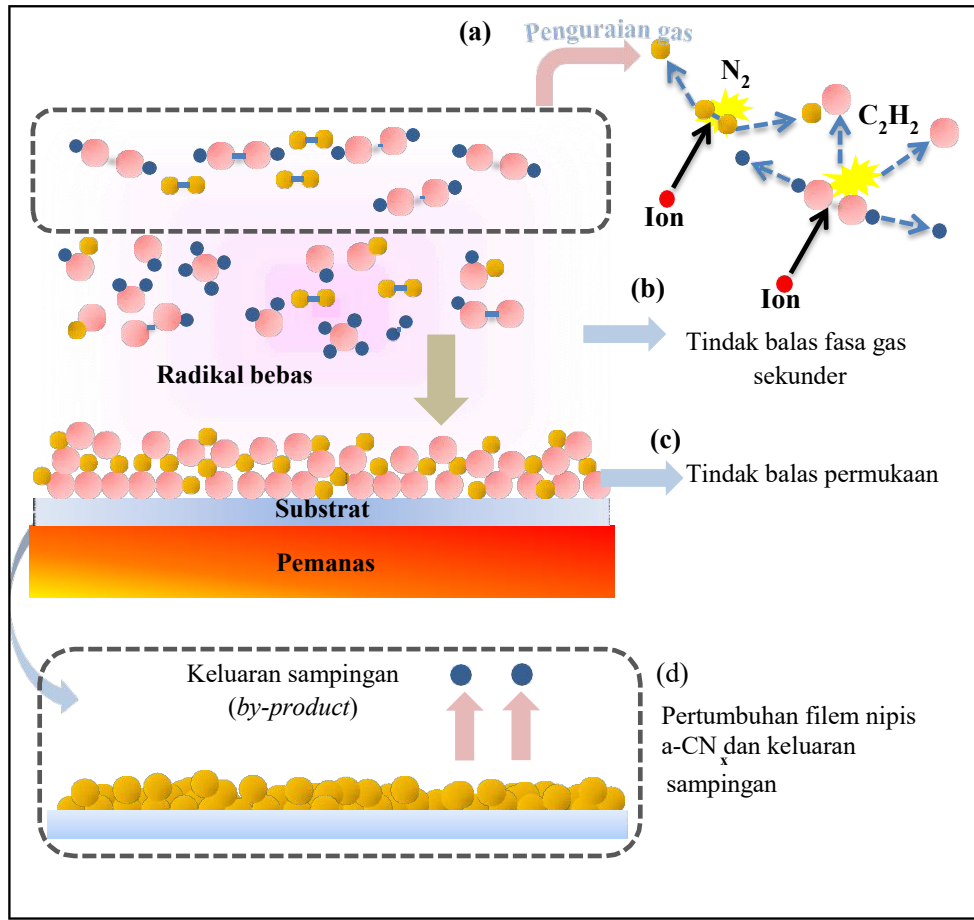 (a)
Penguraian gas
N₂
C₂H₂
Ion
Ion
(b)
Tindak balas fasa gas
sekunder
Radikal bebas
(c)
Tindak balas permukaan
Substrat
Pemanas
Keluaran sampingan
(by-product)
(d)
Pertumbuhan filem nipis
a-CNₓ dan keluaran
sampingan